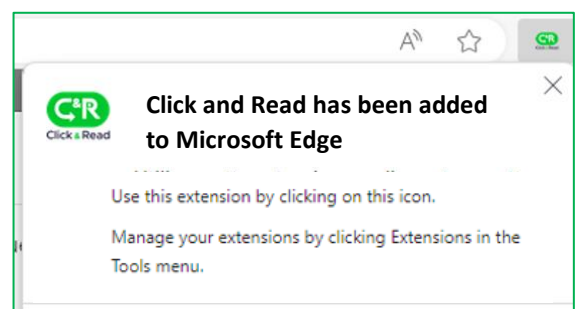 A
C&R
C&R
Click & Read
Click and Read has been added
to Microsoft Edge
Use this extension by clicking on this icon.
Manage your extensions by clicking Extensions in the
Tools menu.